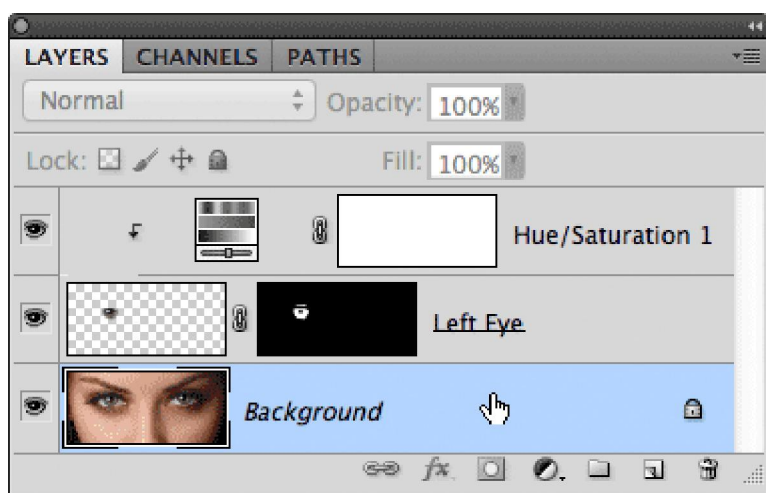 LAYERS CHANNELS PATHS
Normal Opacity: 100%
Lock: Fill: 100%
Hue/Saturation 1
Left Eye
Background
fx.